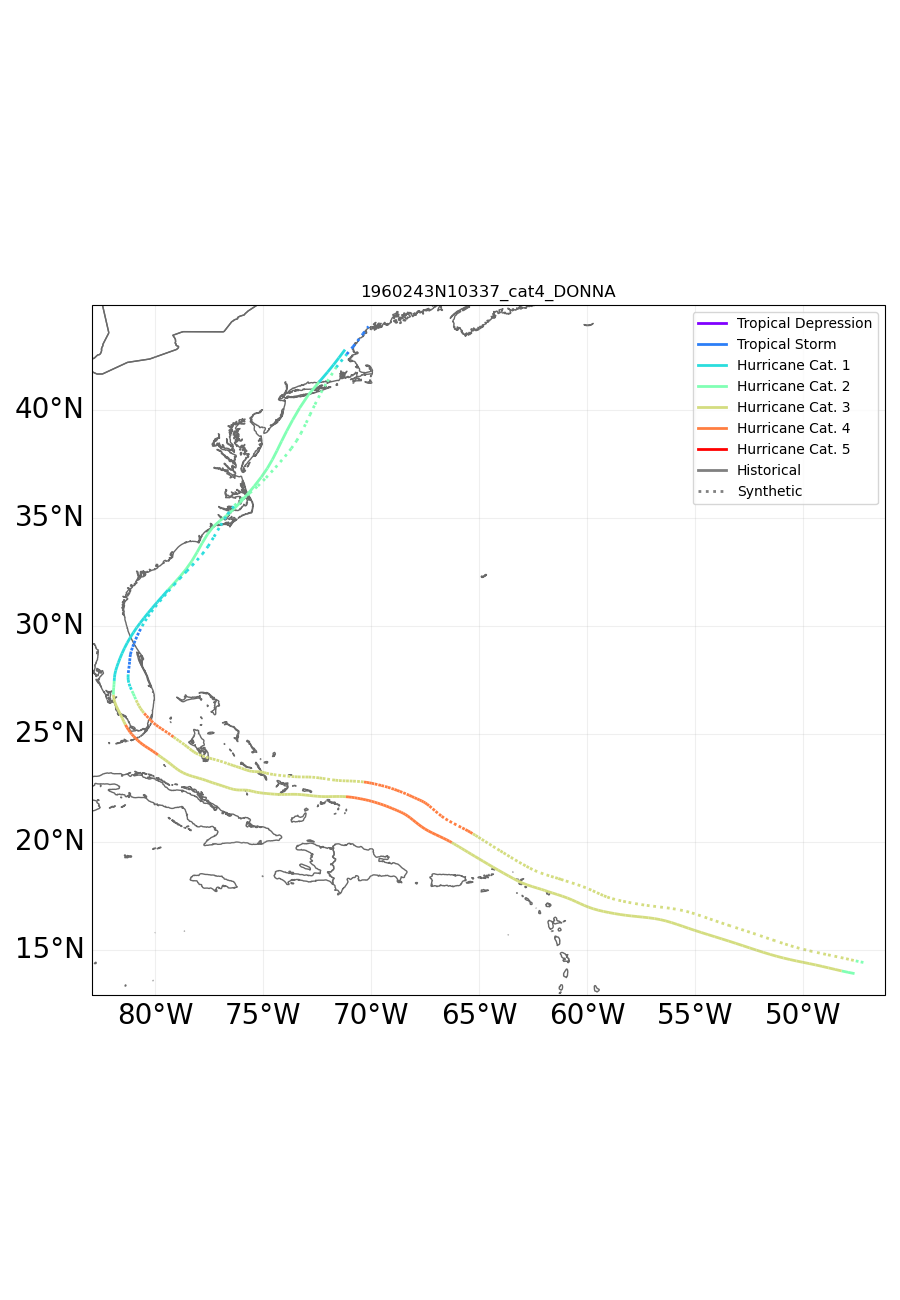 1960243N10337_cat4_DONNA
Tropical Depression
Tropical Storm
Hurricane Cat. 1
Hurricane Cat. 2
Hurricane Cat. 3
Hurricane Cat. 4
Hurricane Cat. 5
Historical
Synthetic
40°N
35°N
30°N
25°N
20°N
15°N
80°W 75°W 70°W 65°W 60°W 55°W 50°W